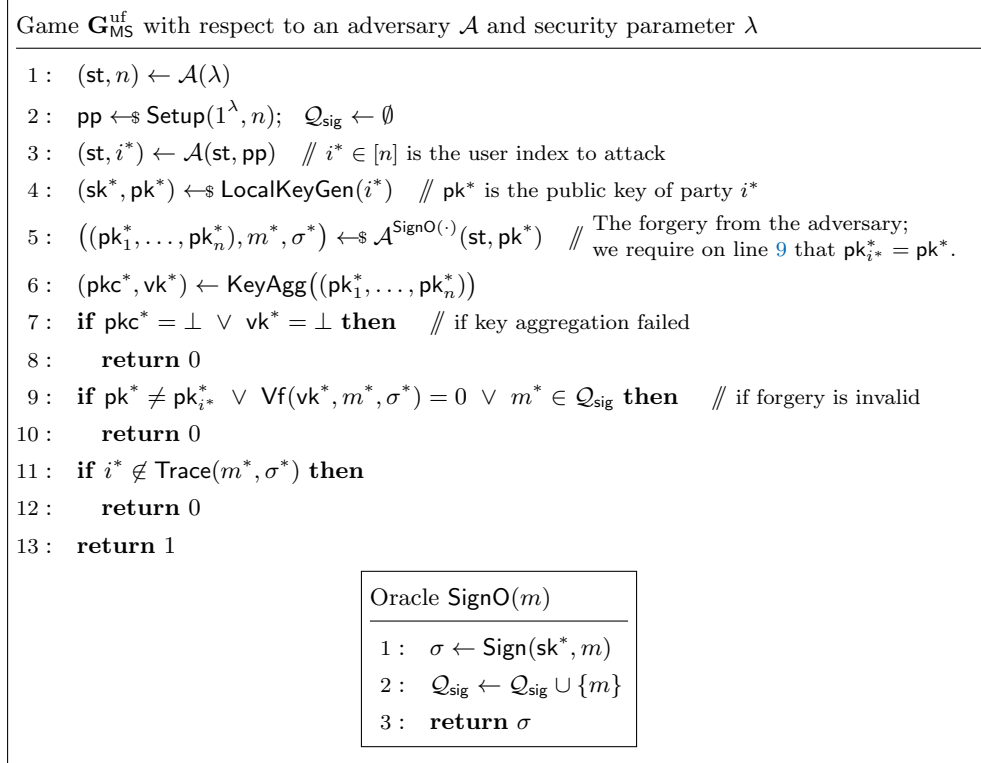 Game G^uf_MS with respect to an adversary 𝒜 and security parameter λ
1 : (st, n) ← 𝒜(λ)
2 : pp ←$ Setup(1^λ, n); 𝒬_sig ← ∅
3 : (st, i*) ← 𝒜(st, pp) // i* ∈ [n] is the user index to attack
4 : (sk*, pk*) ←$ LocalKeyGen(i*) // pk* is the public key of party i*
5 : ((pk*_1, . . . , pk*_n), m*, σ*) ←$ 𝒜^SignO(·)(st, pk*) // The forgery from the adversary;
we require on line 9 that pk*_i* = pk*.
6 : (pkc*, vk*) ← KeyAgg((pk*_1, . . . , pk*_n))
7 : if pkc* = ⊥ ∨ vk* = ⊥ then // if key aggregation failed
8 : return 0
9 : if pk* ≠ pk*_i* ∨ Vf(vk*, m*, σ*) = 0 ∨ m* ∈ 𝒬_sig then // if forgery is invalid
10 : return 0
11 : if i* ∉ Trace(m*, σ*) then
12 : return 0
13 : return 1
Oracle SignO(m)
1 : σ ← Sign(sk*, m)
2 : 𝒬_sig ← 𝒬_sig ∪ {m}
3 : return σ